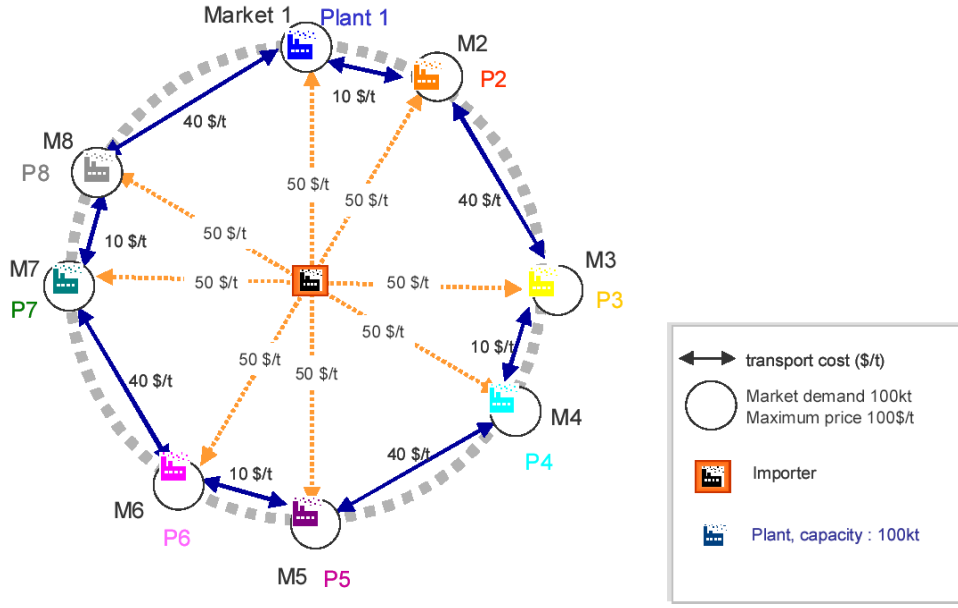 Market 1 Plant 1
M2
P2
10 $/t
40 $/t
M8
P8
50 $/t
50 $/t
40 $/t
50 $/t
10 $/t
M7
P7
50 $/t
50 $/t
M3
P3
50 $/t
10 $/t
50 $/t
50 $/t
40 $/t
M4
P4
40 $/t
10 $/t
M6
P6
M5 P5
transport cost ($/t)
Market demand 100kt
Maximum price 100$/t
Importer
Plant, capacity : 100kt